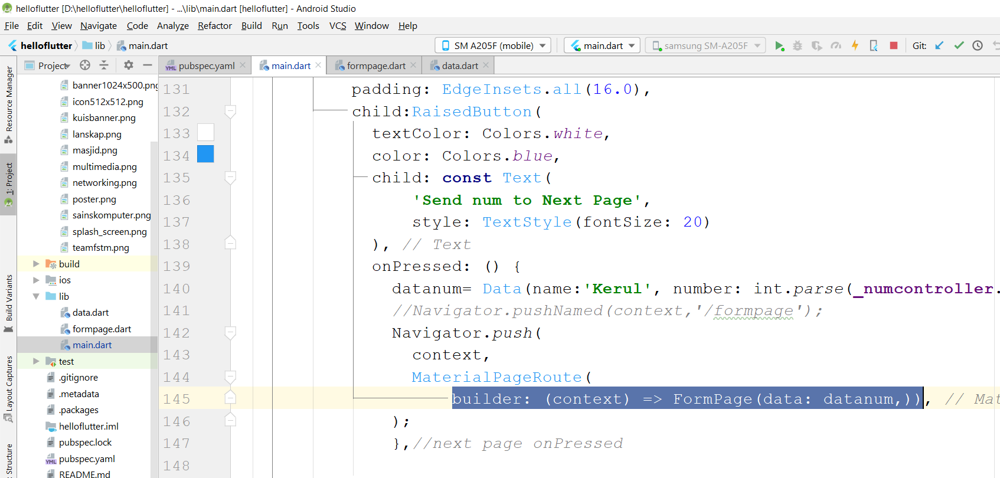 helloflutter [D:\helloflutter\helloflutter] - ...\lib\main.dart [helloflutter] - Android Studio
File Edit View Navigate Code Analyze Refactor Build Run Tools VCS Window Help
helloflutter lib main.dart SM A205F (mobile) main.dart samsung SM-A205F Git:
Project pubspec.yaml main.dart formpage.dart data.dart
Resource Manager
1: Project
Build Variants
Layout Captures
Structure
banner1024x500.png
icon512x512.png
kuisbanner.png
lanskap.png
masjid.png
multimedia.png
networking.png
poster.png
sainskomputer.png
splash_screen.png
teamfstm.png
build
ios
lib
data.dart
formpage.dart
main.dart
test
.gitignore
.metadata
.packages
helloflutter.iml
pubspec.lock
YML pubspec.yaml
README.md
131 padding: EdgeInsets.all(16.0),
132 child:RaisedButton(
133 textColor: Colors.white,
134 color: Colors.blue,
135 child: const Text(
136 'Send num to Next Page',
137 style: TextStyle(fontSize: 20)
138 ), // Text
139 onPressed: () {
140 datanum= Data(name:'Kerul', number: int.parse(_numcontroller.
141 //Navigator.pushNamed(context,'/formpage');
142 Navigator.push(
143 context,
144 MaterialPageRoute(
145 builder: (context) => FormPage(data: datanum,)), // Mat
146 );
147 },//next page onPressed
148